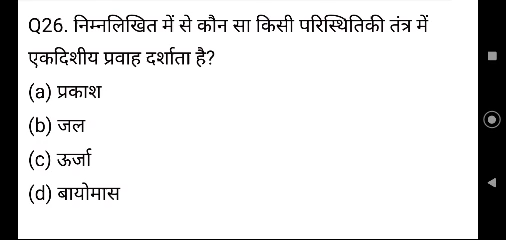 Q26. निम्नलिखित में से कौन सा किसी परिस्थितिकी तंत्र में
एकदिशीय प्रवाह दर्शाता है?
(a) प्रकाश
(b) जल
(c) ऊर्जा
(d) बायोमास